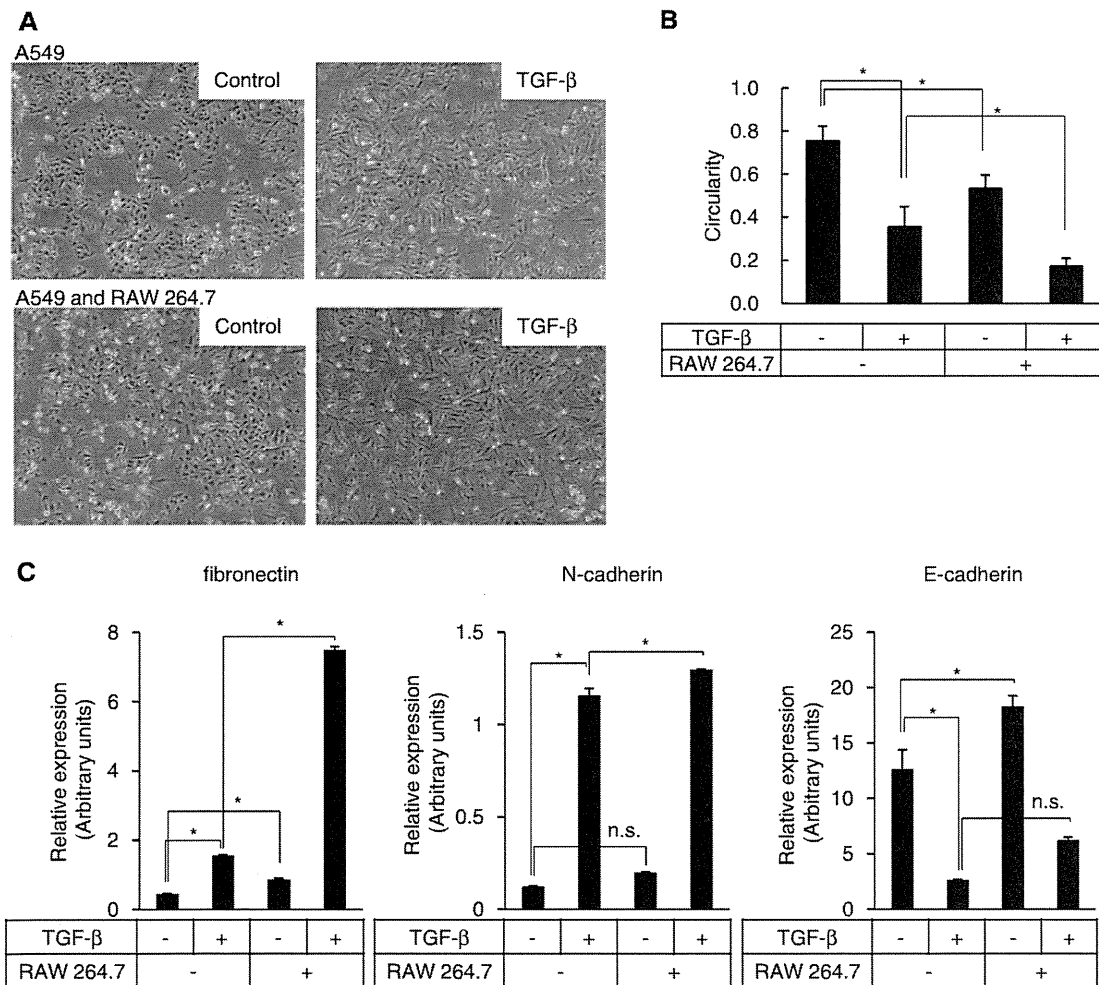 A
A549
Control
TGF-β
A549 and RAW 264.7
Control
TGF-β
B
Circularity
1.0
0.8
0.6
0.4
0.2
0.0
*
*
*
TGF-β - + - +
RAW 264.7 - +
C
fibronectin
Relative expression
(Arbitrary units)
8
6
4
2
0
*
*
*
TGF-β - + - +
RAW 264.7 - +
N-cadherin
Relative expression
(Arbitrary units)
1.5
1
0.5
0
*
*
n.s.
TGF-β - + - +
RAW 264.7 - +
E-cadherin
Relative expression
(Arbitrary units)
25
20
15
10
5
0
*
*
n.s.
TGF-β - + - +
RAW 264.7 - +